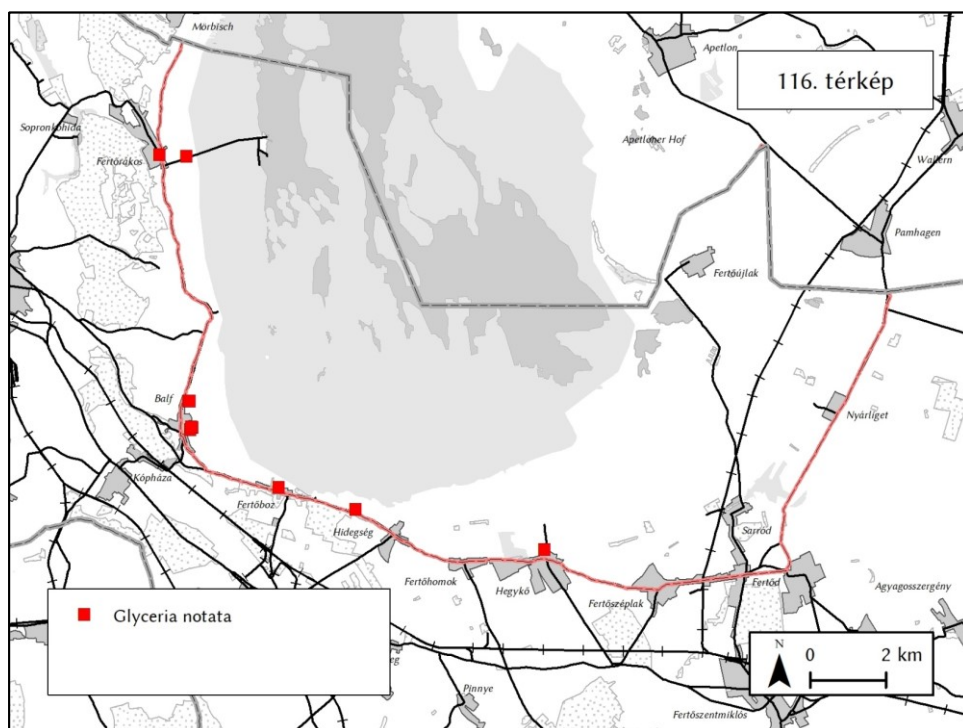 Mörbisch
Apetlon
116. térkép
Sopronkőhida
Fertőrákos
Apetloner Hof
Wallern
Pamhagen
Fertőújlak
Balf
Nyárliget
Kópháza
Fertőboz
Hidegség
Sarród
Fertőhomok
Hegykő
Fertőszéplak
Fertőd
Agyagosszergény
Glyceria notata
N
0 2 km
eg
Pinnye
Fertőszentmiklós